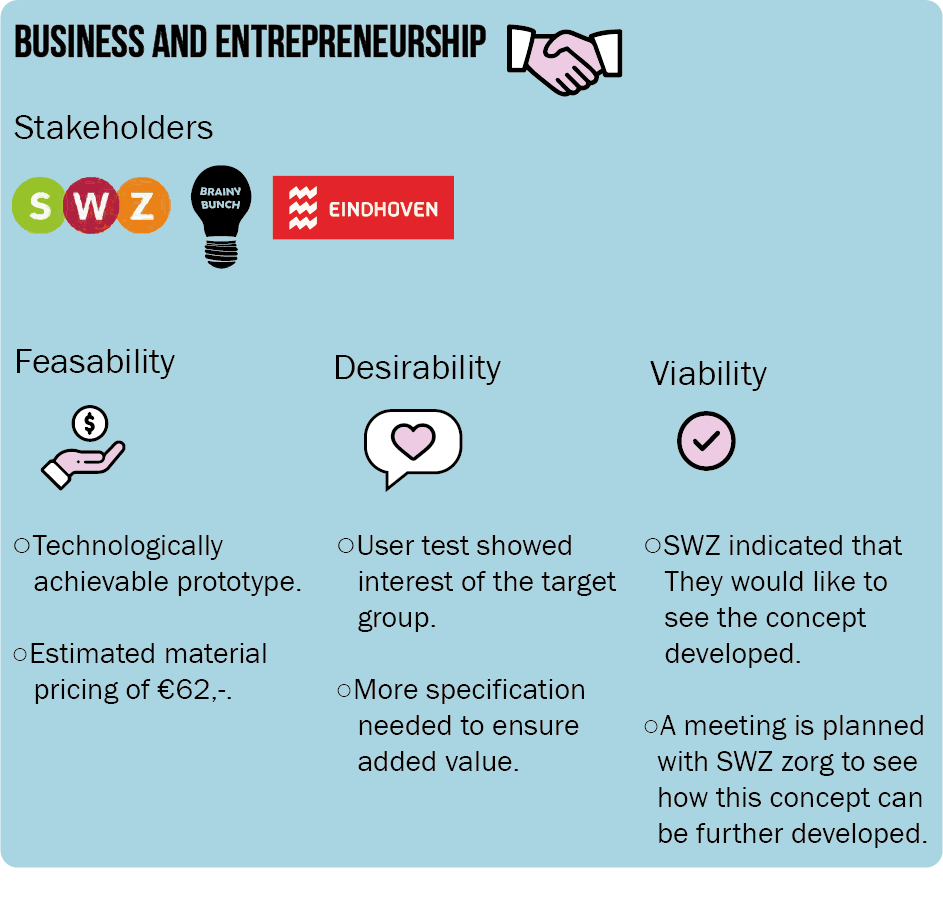 BUSINESS AND ENTREPRENEURSHIP
Stakeholders
S W Z
BRAINY
BUNCH
EINDHOVEN
Feasability
$
○Technologically
achievable prototype.
○Estimated material
pricing of €62,-.
Desirability
○User test showed
interest of the target
group.
○More specification
needed to ensure
added value.
Viability
○SWZ indicated that
They would like to
see the concept
developed.
○A meeting is planned
with SWZ zorg to see
how this concept can
be further developed.